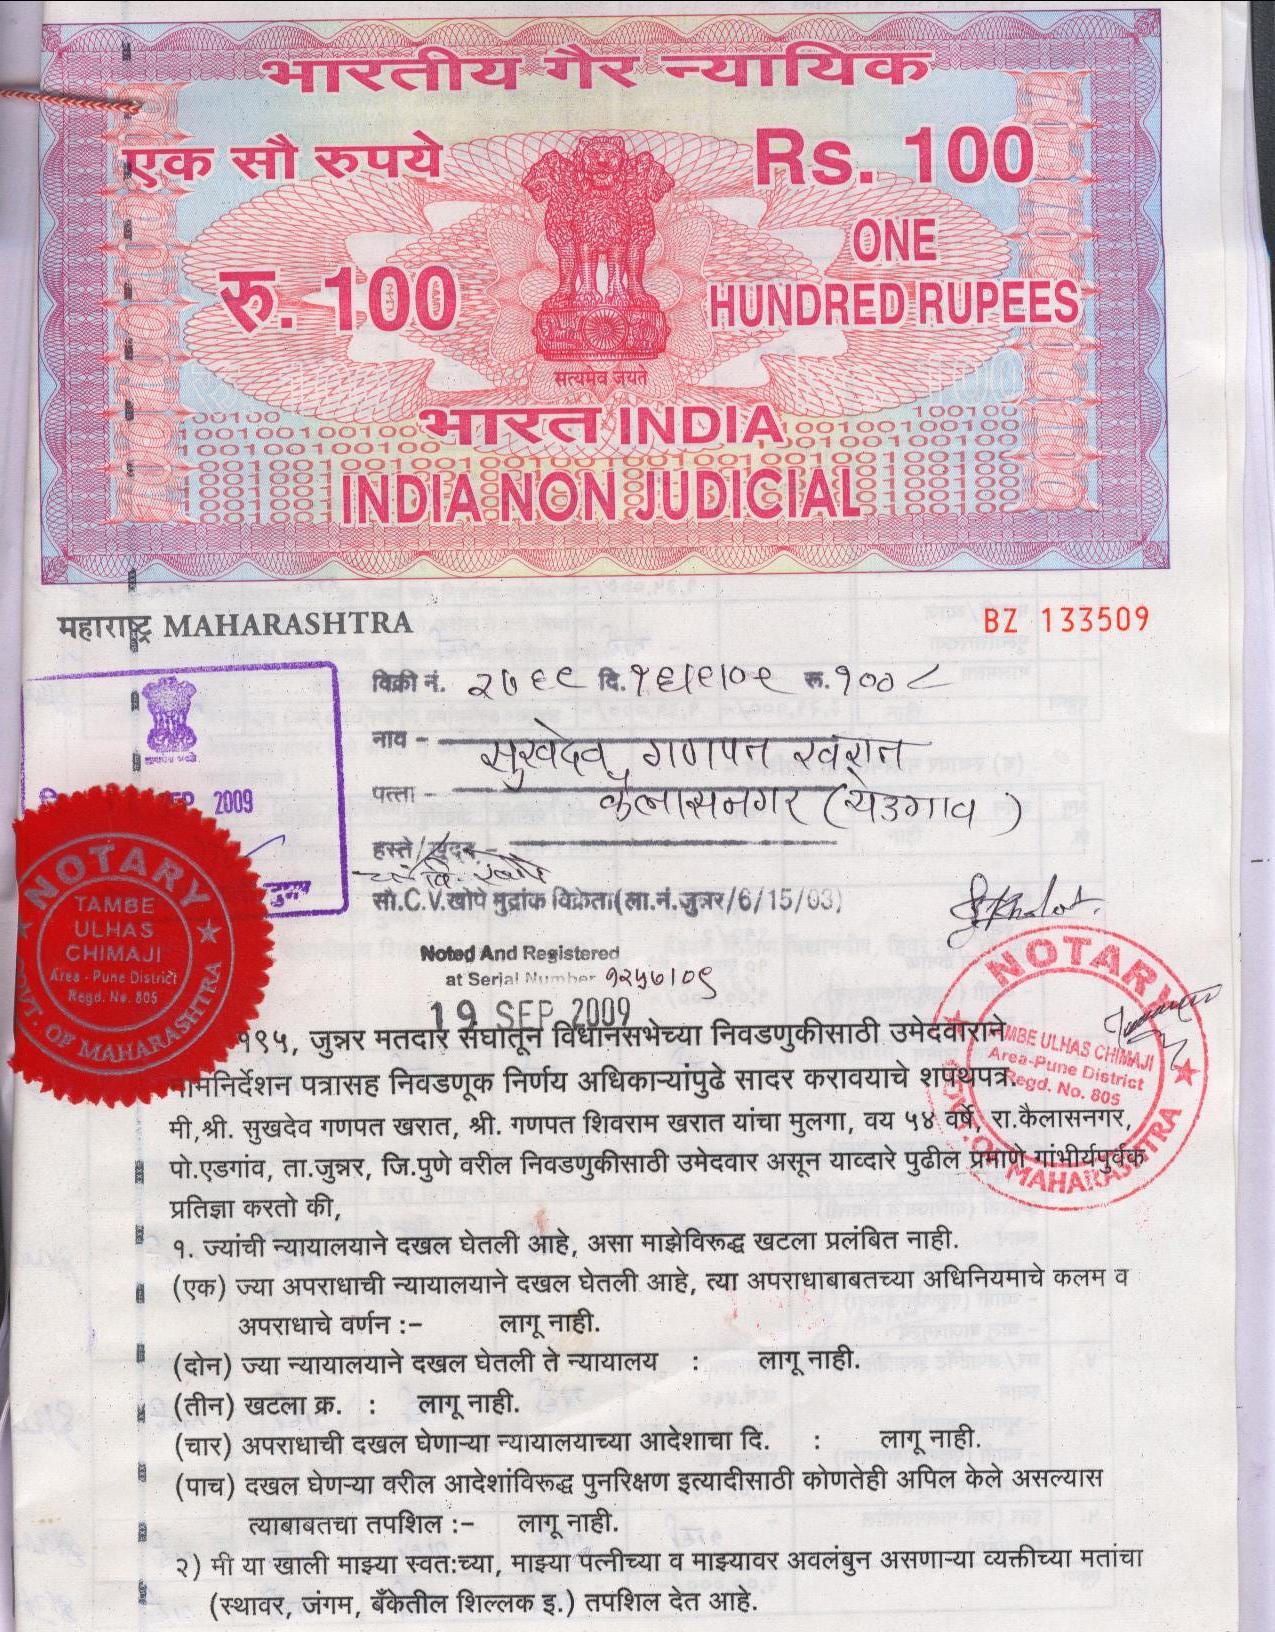 भारतीय गैर न्यायिक
एक सौ रुपये
Rs. 100
रु. 100
ONE
HUNDRED RUPEES
सत्यमेव जयते
भारत INDIA
INDIA NON JUDICIAL
महाराष्ट्र MAHARASHTRA
BZ 133509
विक्री नं. २७६९ दि. १६/९/०९ रु. १००
नाव - सुखदेव गणपत खरात
पत्ता - कैलासनगर (येडगाव)
हस्ते/खुद्द -
सौ.C.V.खोपे मुद्रांक विक्रेता(ला.नं.जुन्नर/6/15/03)
2009
NOTARY
TAMBE
ULHAS
CHIMAJI
Area - Pune District
Regd. No. 805
GOVT. OF MAHARASHTRA
Noted And Registered
at Serial Number
19 SEP 2009
NOTARY
TAMBE ULHAS CHIMAJI
Area-Pune District
Regd. No. 805
MAHARASHTRA
१९५, जुन्नर मतदार संघातून विधानसभेच्या निवडणुकीसाठी उमेदवाराने
नामनिर्देशन पत्रासह निवडणूक निर्णय अधिकाऱ्यांपुढे सादर करावयाचे शपथपत्र.
मी,श्री. सुखदेव गणपत खरात, श्री. गणपत शिवराम खरात यांचा मुलगा, वय ५४ वर्षे, रा.कैलासनगर,
पो.एडगांव, ता.जुन्नर, जि.पुणे वरील निवडणुकीसाठी उमेदवार असून याव्दारे पुढील प्रमाणे गांभीर्यपुर्वक
प्रतिज्ञा करतो की,
१. ज्यांची न्यायालयाने दखल घेतली आहे, असा माझेविरूद्ध खटला प्रलंबित नाही.
(एक) ज्या अपराधाची न्यायालयाने दखल घेतली आहे, त्या अपराधाबाबतच्या अधिनियमाचे कलम व
अपराधाचे वर्णन :– लागू नाही.
(दोन) ज्या न्यायालयाने दखल घेतली ते न्यायालय : लागू नाही.
(तीन) खटला क्र. : लागू नाही.
(चार) अपराधाची दखल घेणाऱ्या न्यायालयाच्या आदेशाचा दि. : लागू नाही.
(पाच) दखल घेणऱ्या वरील आदेशांविरूद्ध पुनरिक्षण इत्यादीसाठी कोणतेही अपिल केले असल्यास
त्याबाबतचा तपशिल :– लागू नाही.
२) मी या खाली माझ्या स्वत:च्या, माझ्या पत्नीच्या व माझ्यावर अवलंबुन असणाऱ्या व्यक्तीच्या मतांचा
(स्थावर, जंगम, बँकेतील शिल्लक इ.) तपशिल देत आहे.